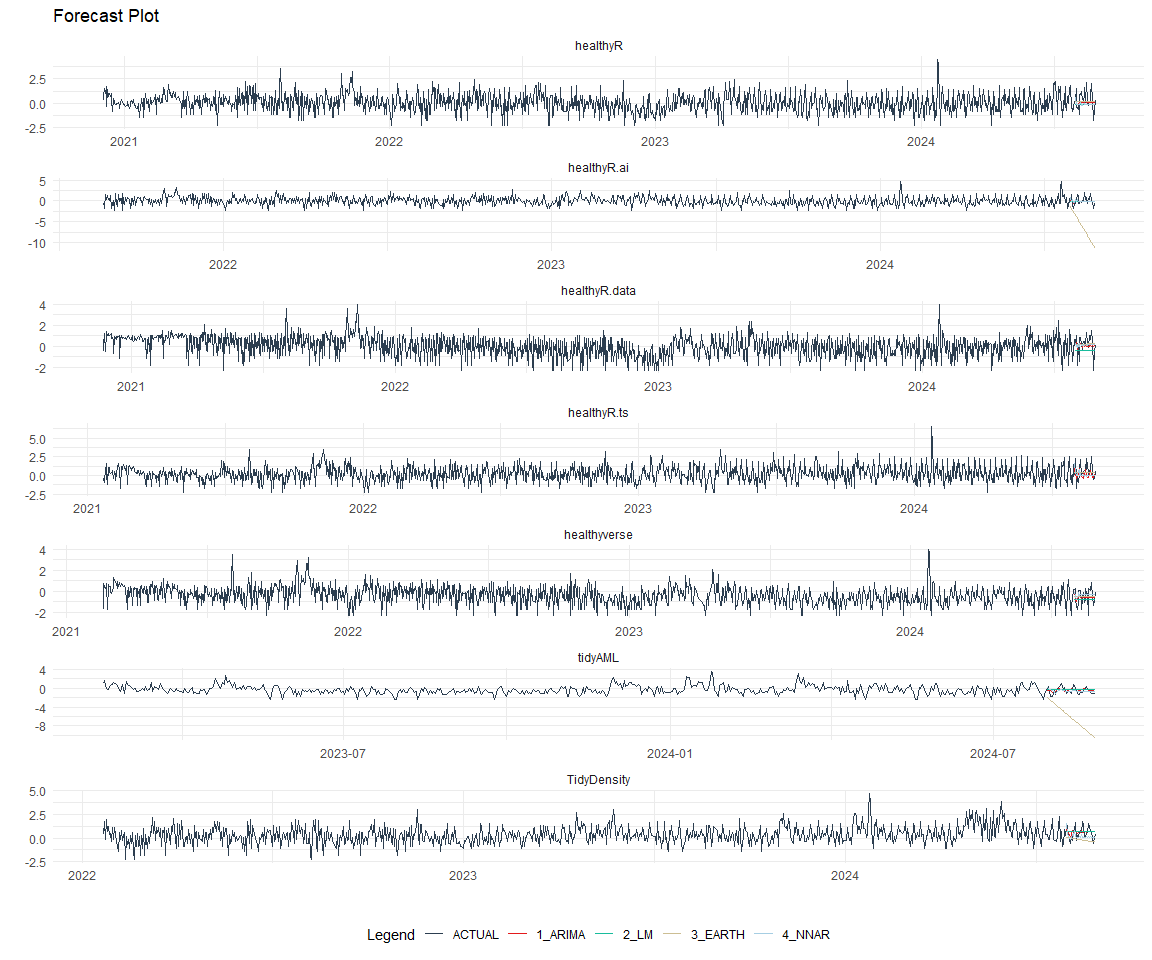 Forecast Plot
healthyR
2.5
0.0
-2.5
2021 2022 2023 2024
healthyR.ai
5
0
-5
-10
2022 2023 2024
healthyR.data
4
2
0
-2
2021 2022 2023 2024
healthyR.ts
5.0
2.5
0.0
-2.5
2021 2022 2023 2024
healthyverse
4
2
0
-2
2021 2022 2023 2024
tidyAML
4
0
-4
-8
2023-07 2024-01 2024-07
TidyDensity
5.0
2.5
0.0
-2.5
2022 2023 2024
Legend ACTUAL 1_ARIMA 2_LM 3_EARTH 4_NNAR